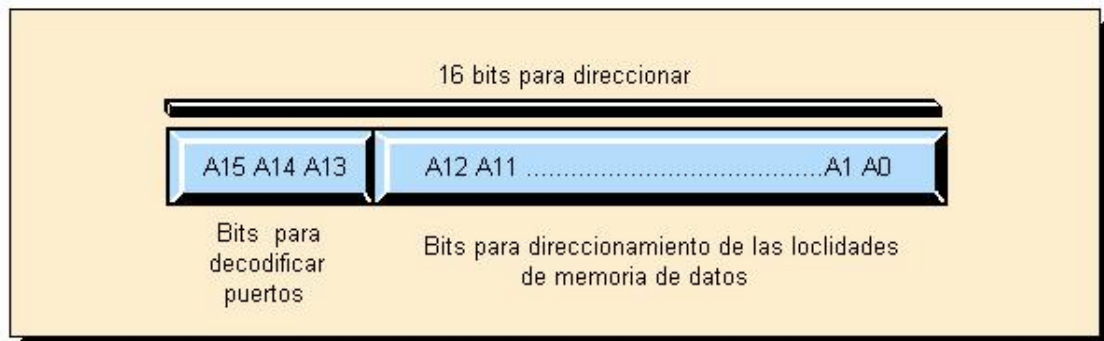 16 bits para direccionar
A15 A14 A13
A12 A11 ..........................................A1 A0
Bits para
decodificar
puertos
Bits para direccionamiento de las loclidades
de memoria de datos